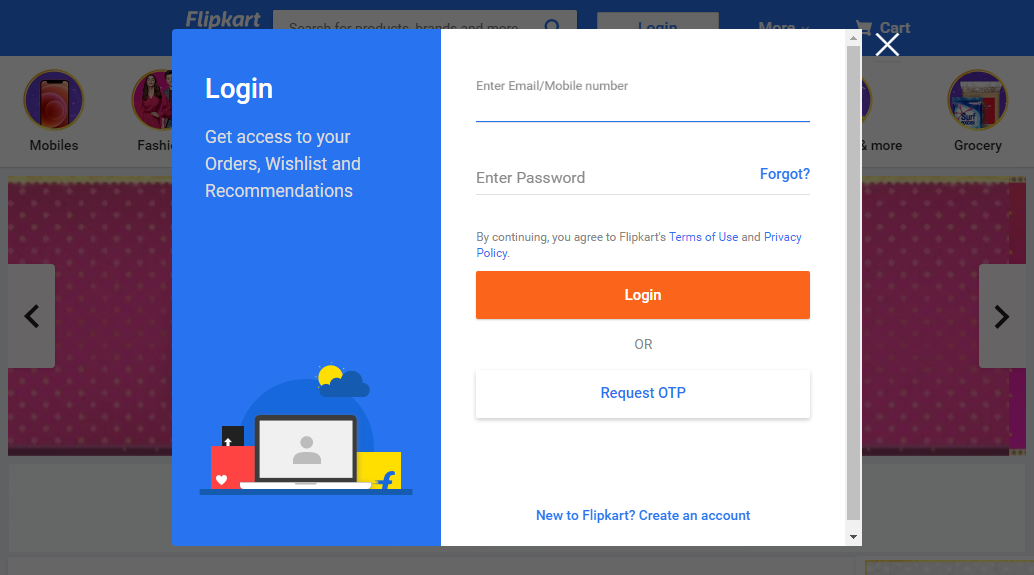 Flipkart
Search for products, brands and more
Login
More
Cart
Mobiles
Fashi
& more
Surf
Grocery
Login
Get access to your
Orders, Wishlist and
Recommendations
Enter Email/Mobile number
Enter Password
Forgot?
By continuing, you agree to Flipkart's Terms of Use and Privacy
Policy.
Login
OR
Request OTP
New to Flipkart? Create an account